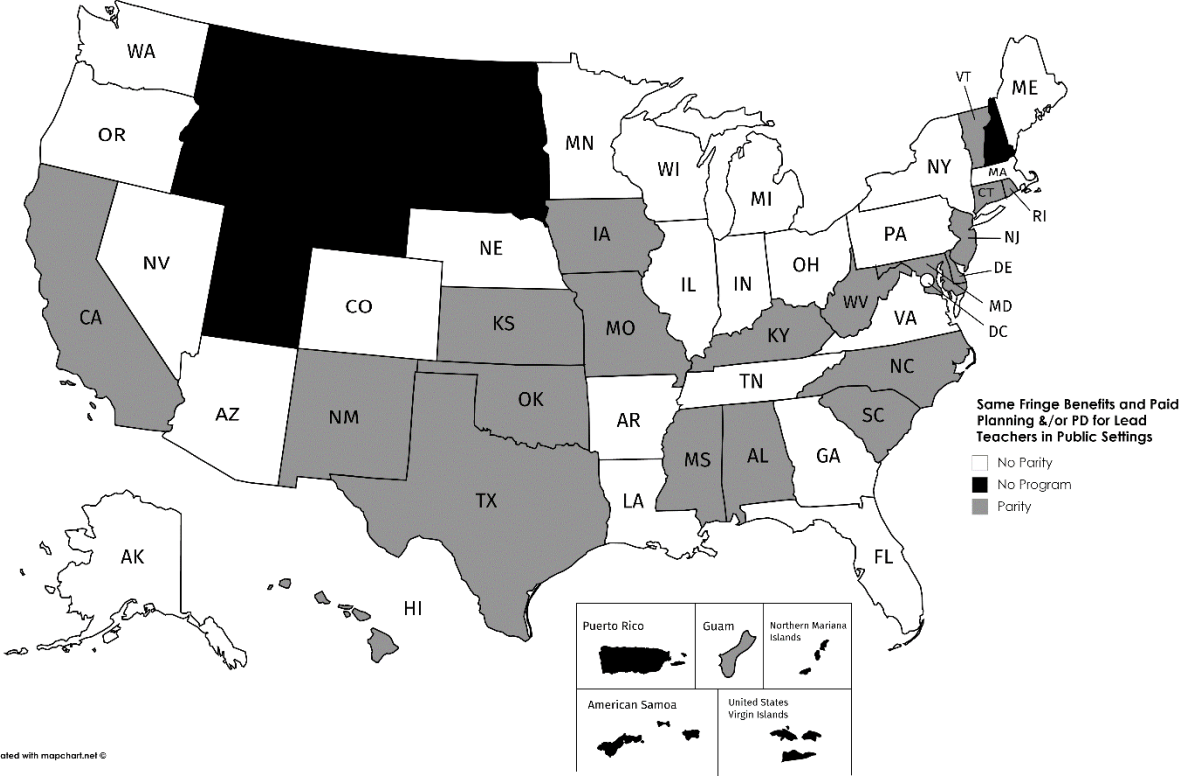 WA
VT
ME
OR
MN
WI
NY
MA
MI
CT
RI
IA
PA
NJ
NE
NV
OH
IL
IN
DE
CO
WV
MD
CA
KS
MO
KY
VA
DC
TN
NC
OK
AZ
NM
AR
SC
Same Fringe Benefits and Paid
Planning &/or PD for Lead
Teachers in Public Settings
No Parity
No Program
Parity
MS
AL
GA
TX
LA
AK
FL
HI
Puerto Rico
Guam
Northern Mariana
Islands
American Samoa
United States
Virgin Islands
ated with mapchart.net ©